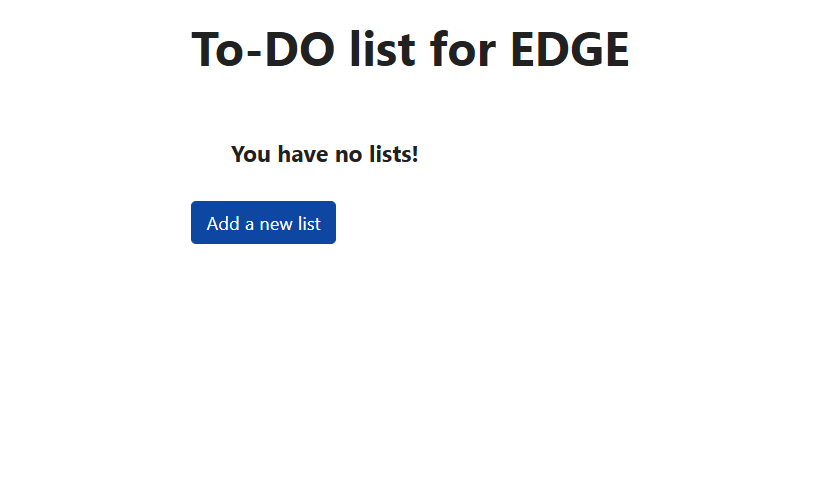 To-DO list for EDGE
You have no lists!
Add a new list